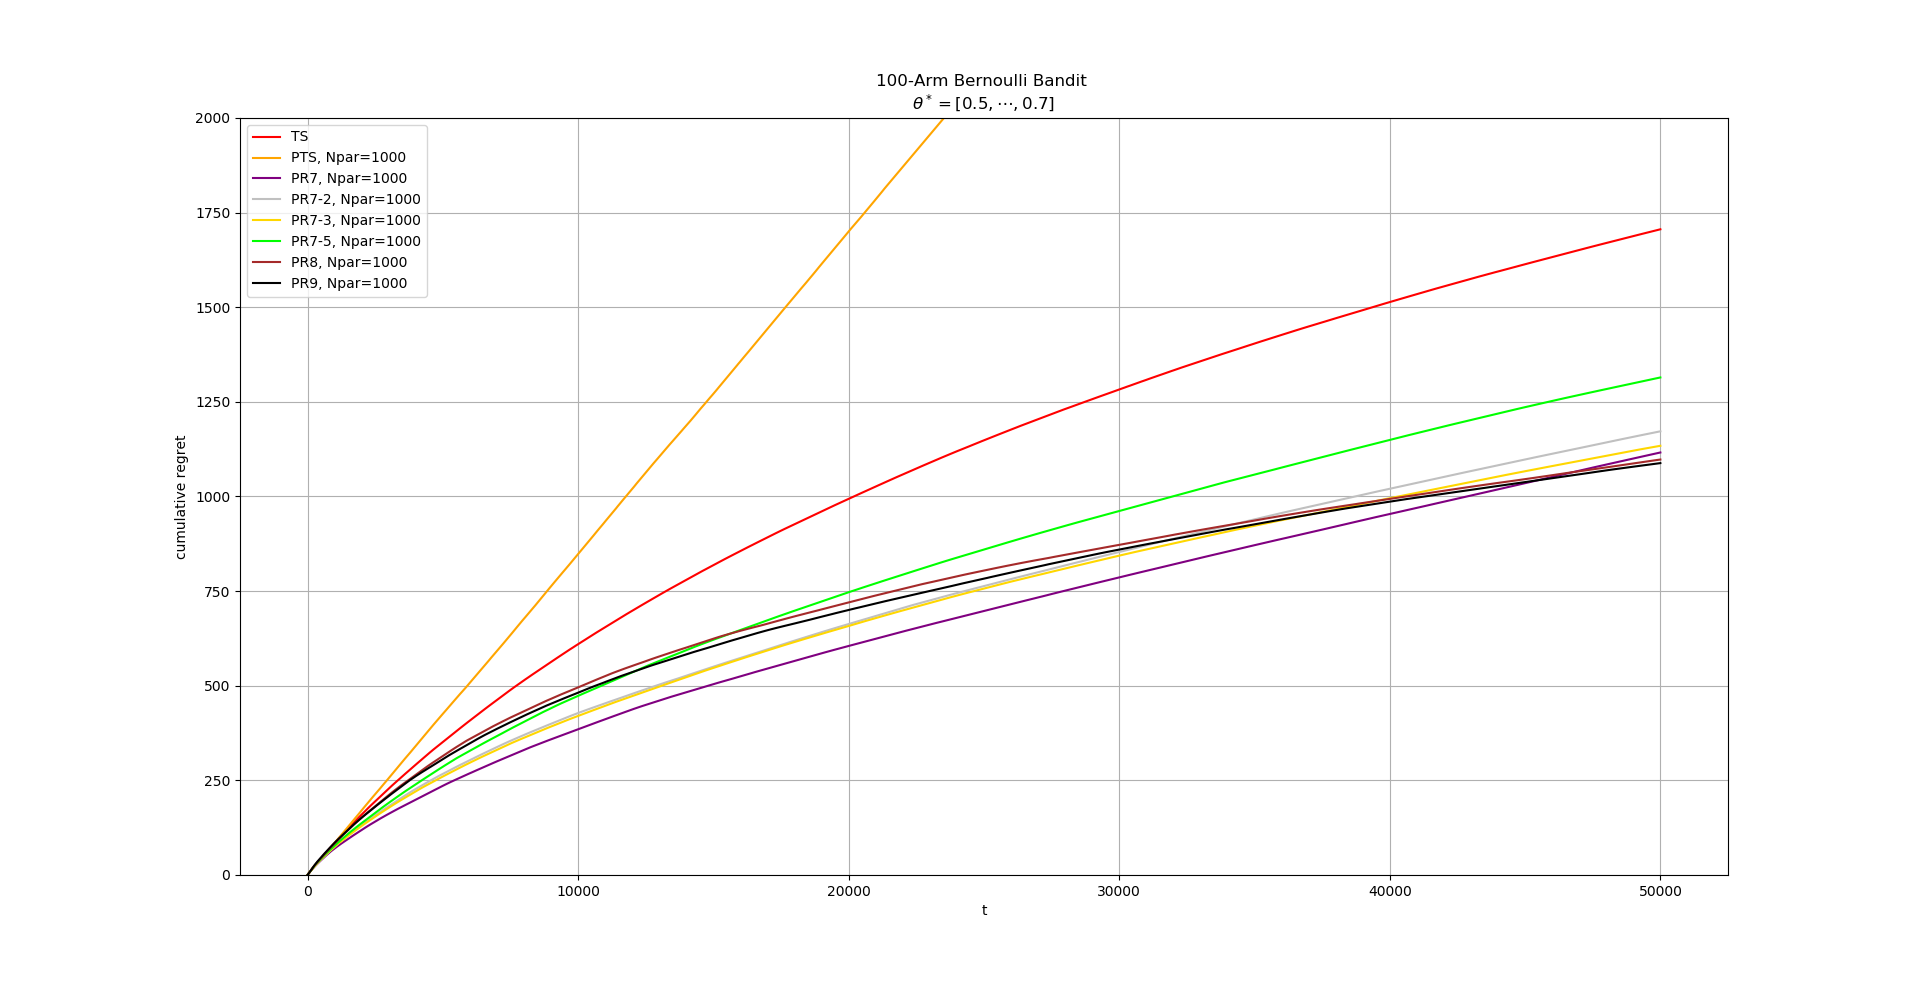 100-Arm Bernoulli Bandit
θ* = [0.5, ⋯, 0.7]
2000
1750
1500
1250
1000
750
500
250
0
cumulative regret
TS
PTS, Npar=1000
PR7, Npar=1000
PR7-2, Npar=1000
PR7-3, Npar=1000
PR7-5, Npar=1000
PR8, Npar=1000
PR9, Npar=1000
0 10000 20000 30000 40000 50000
t